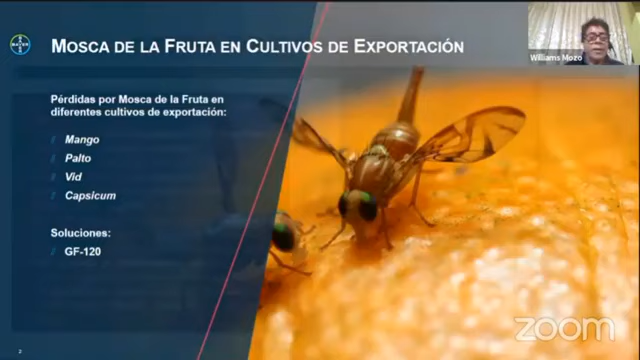 MOSCA DE LA FRUTA EN CULTIVOS DE EXPORTACIÓN
Williams Mozo
Pérdidas por Mosca de la Fruta en
diferentes cultivos de exportación:
Mango
Palto
Vid
Capsicum
Soluciones:
GF-120
2
zoom